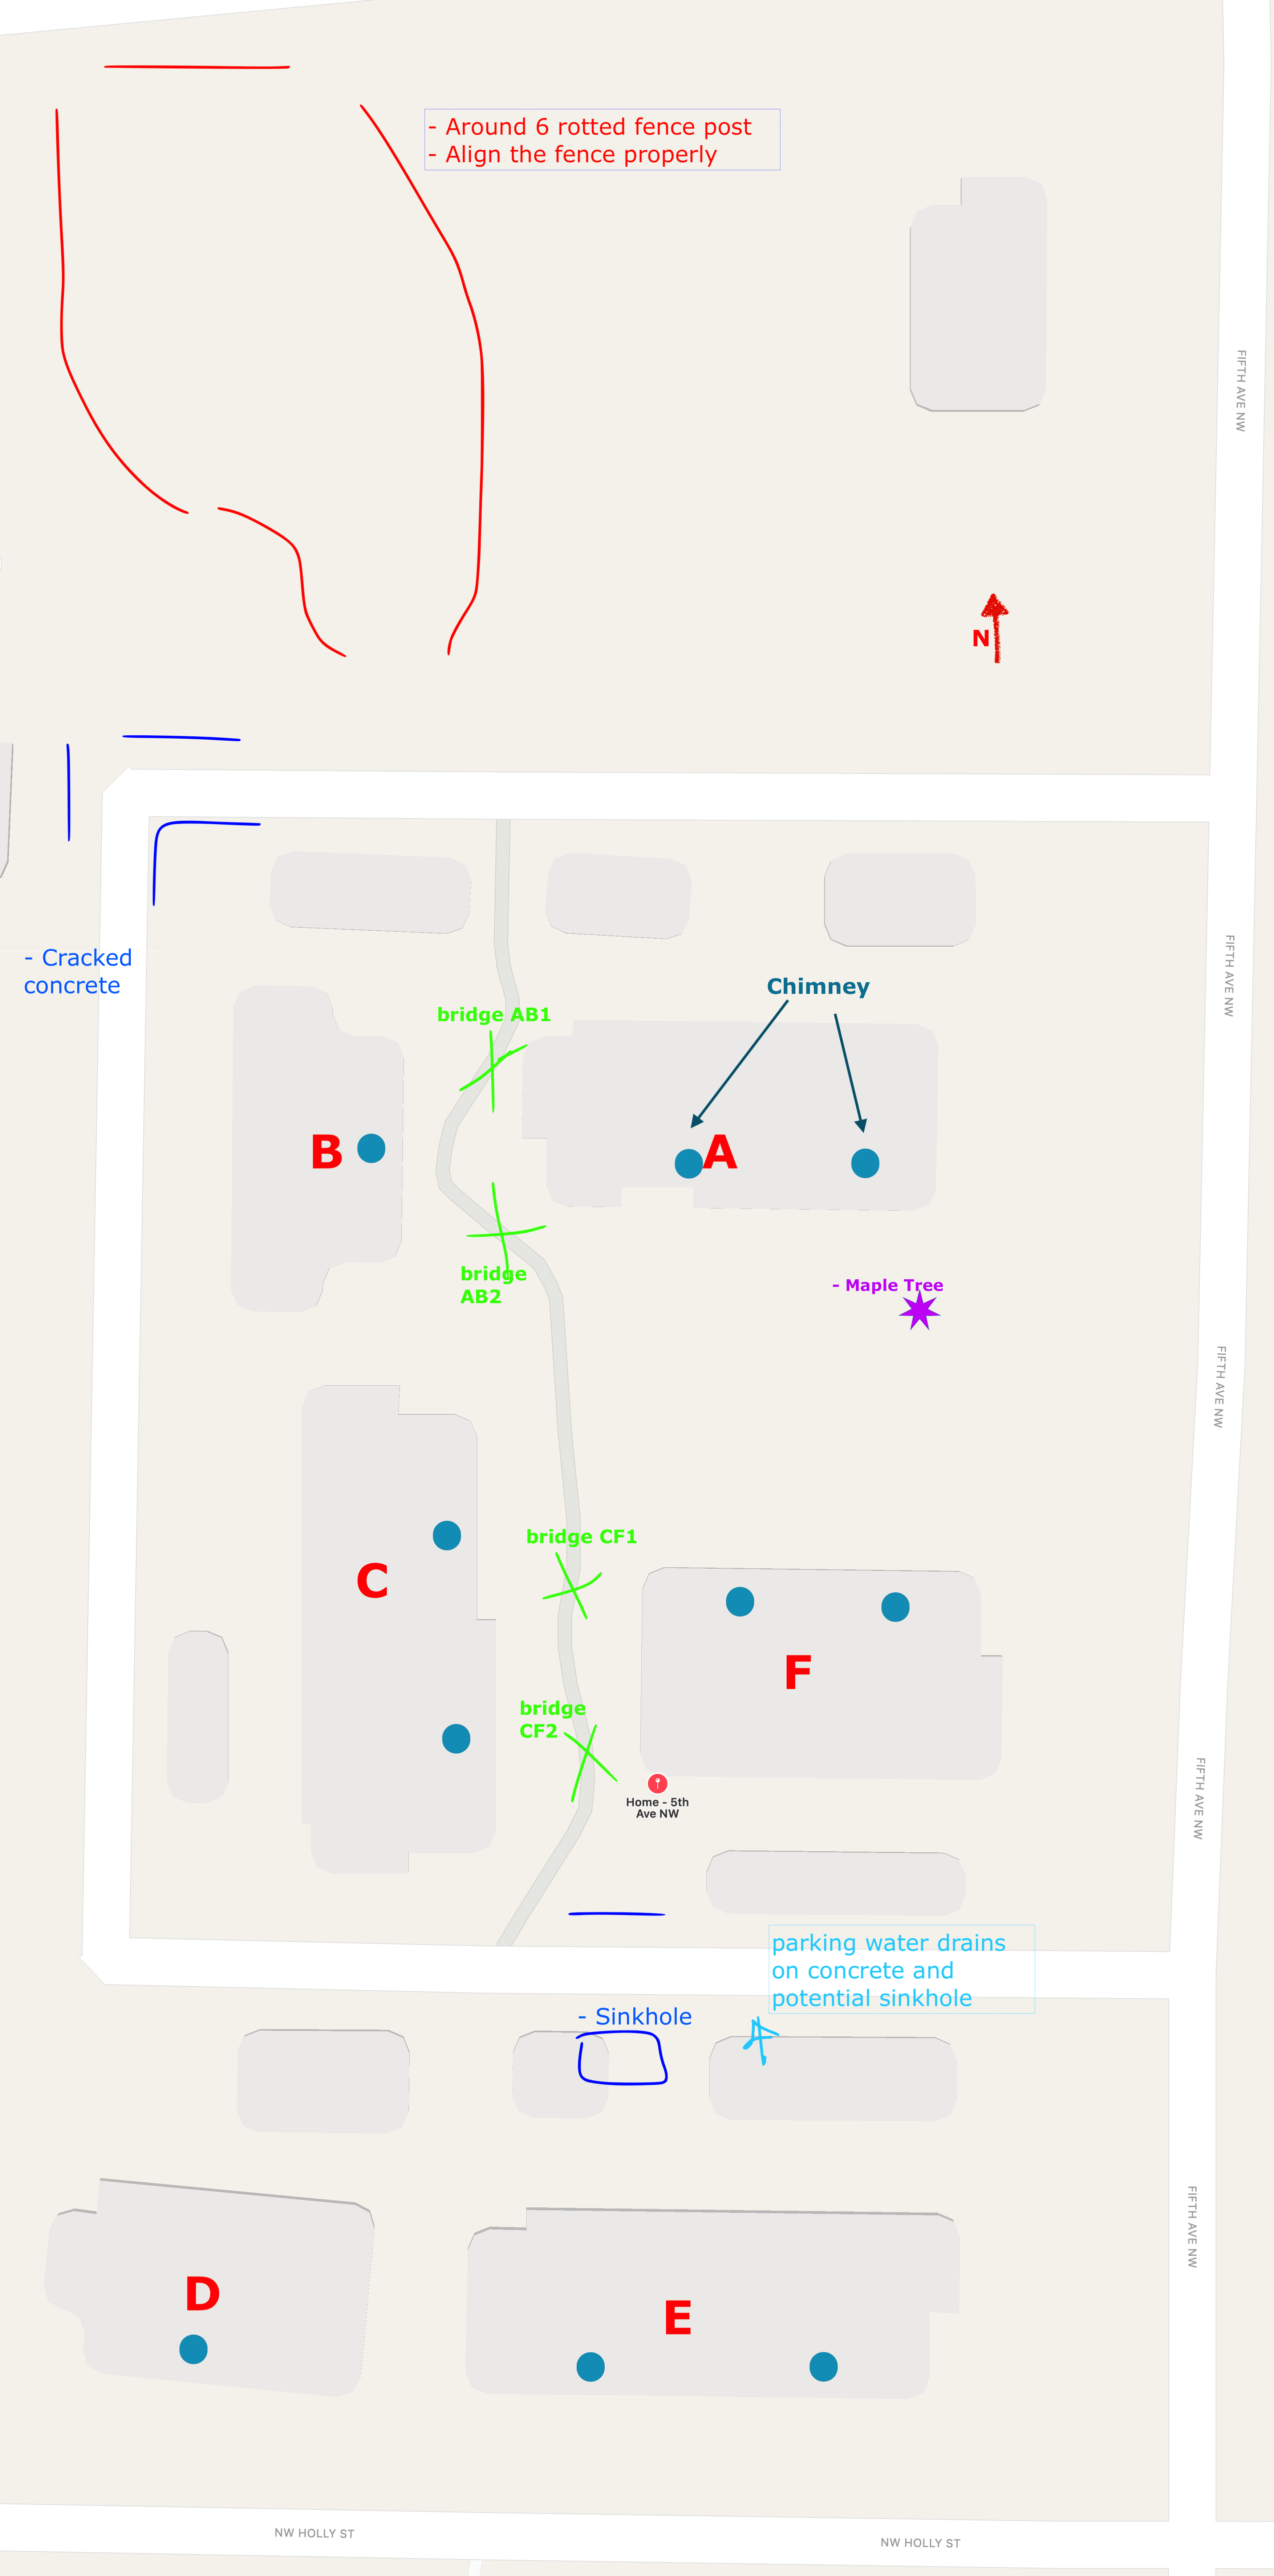 - Around 6 rotted fence post
- Align the fence properly
FIFTH AVE NW
N
- Cracked
concrete
FIFTH AVE NW
Chimney
bridge AB1
B
A
bridge
AB2
- Maple Tree
FIFTH AVE NW
bridge CF1
C
F
bridge
CF2
FIFTH AVE NW
Home - 5th
Ave NW
parking water drains
on concrete and
potential sinkhole
- Sinkhole
FIFTH AVE NW
D
E
NW HOLLY ST
NW HOLLY ST